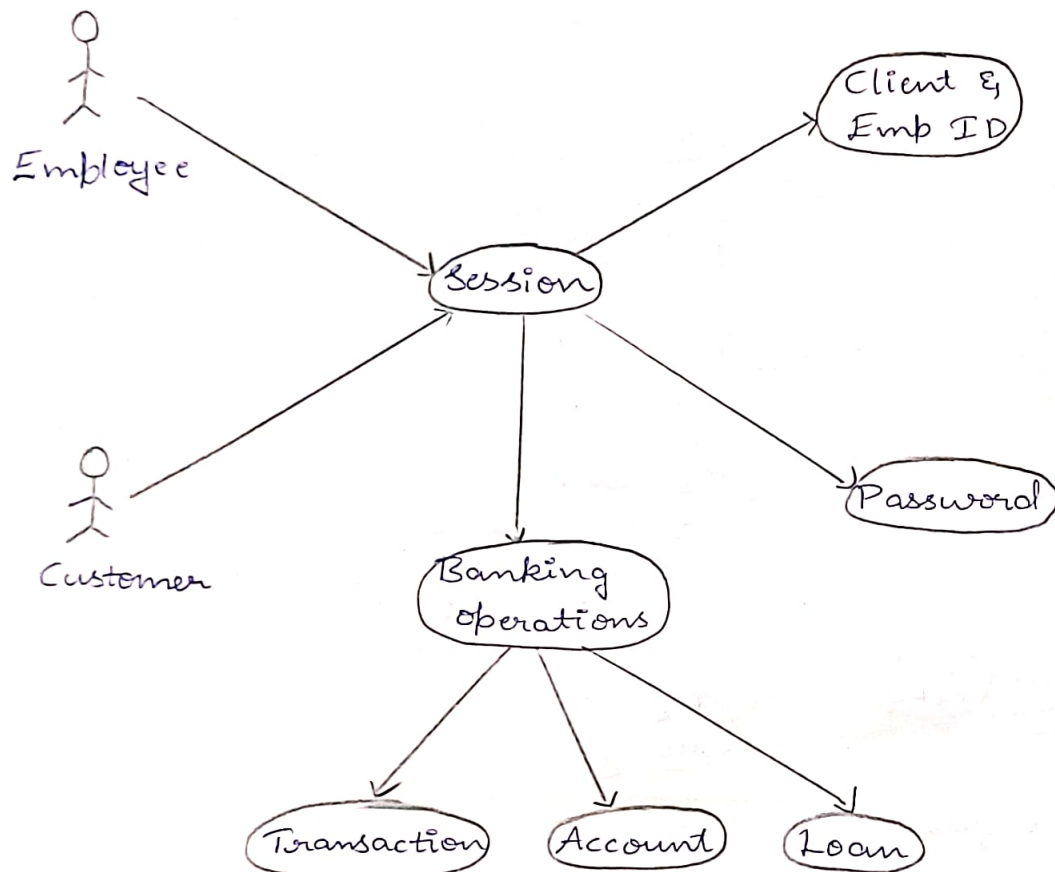 Client &
Emp ID
Employee
Session
Password
Customer
Banking
operations
Transaction
Account
Loan